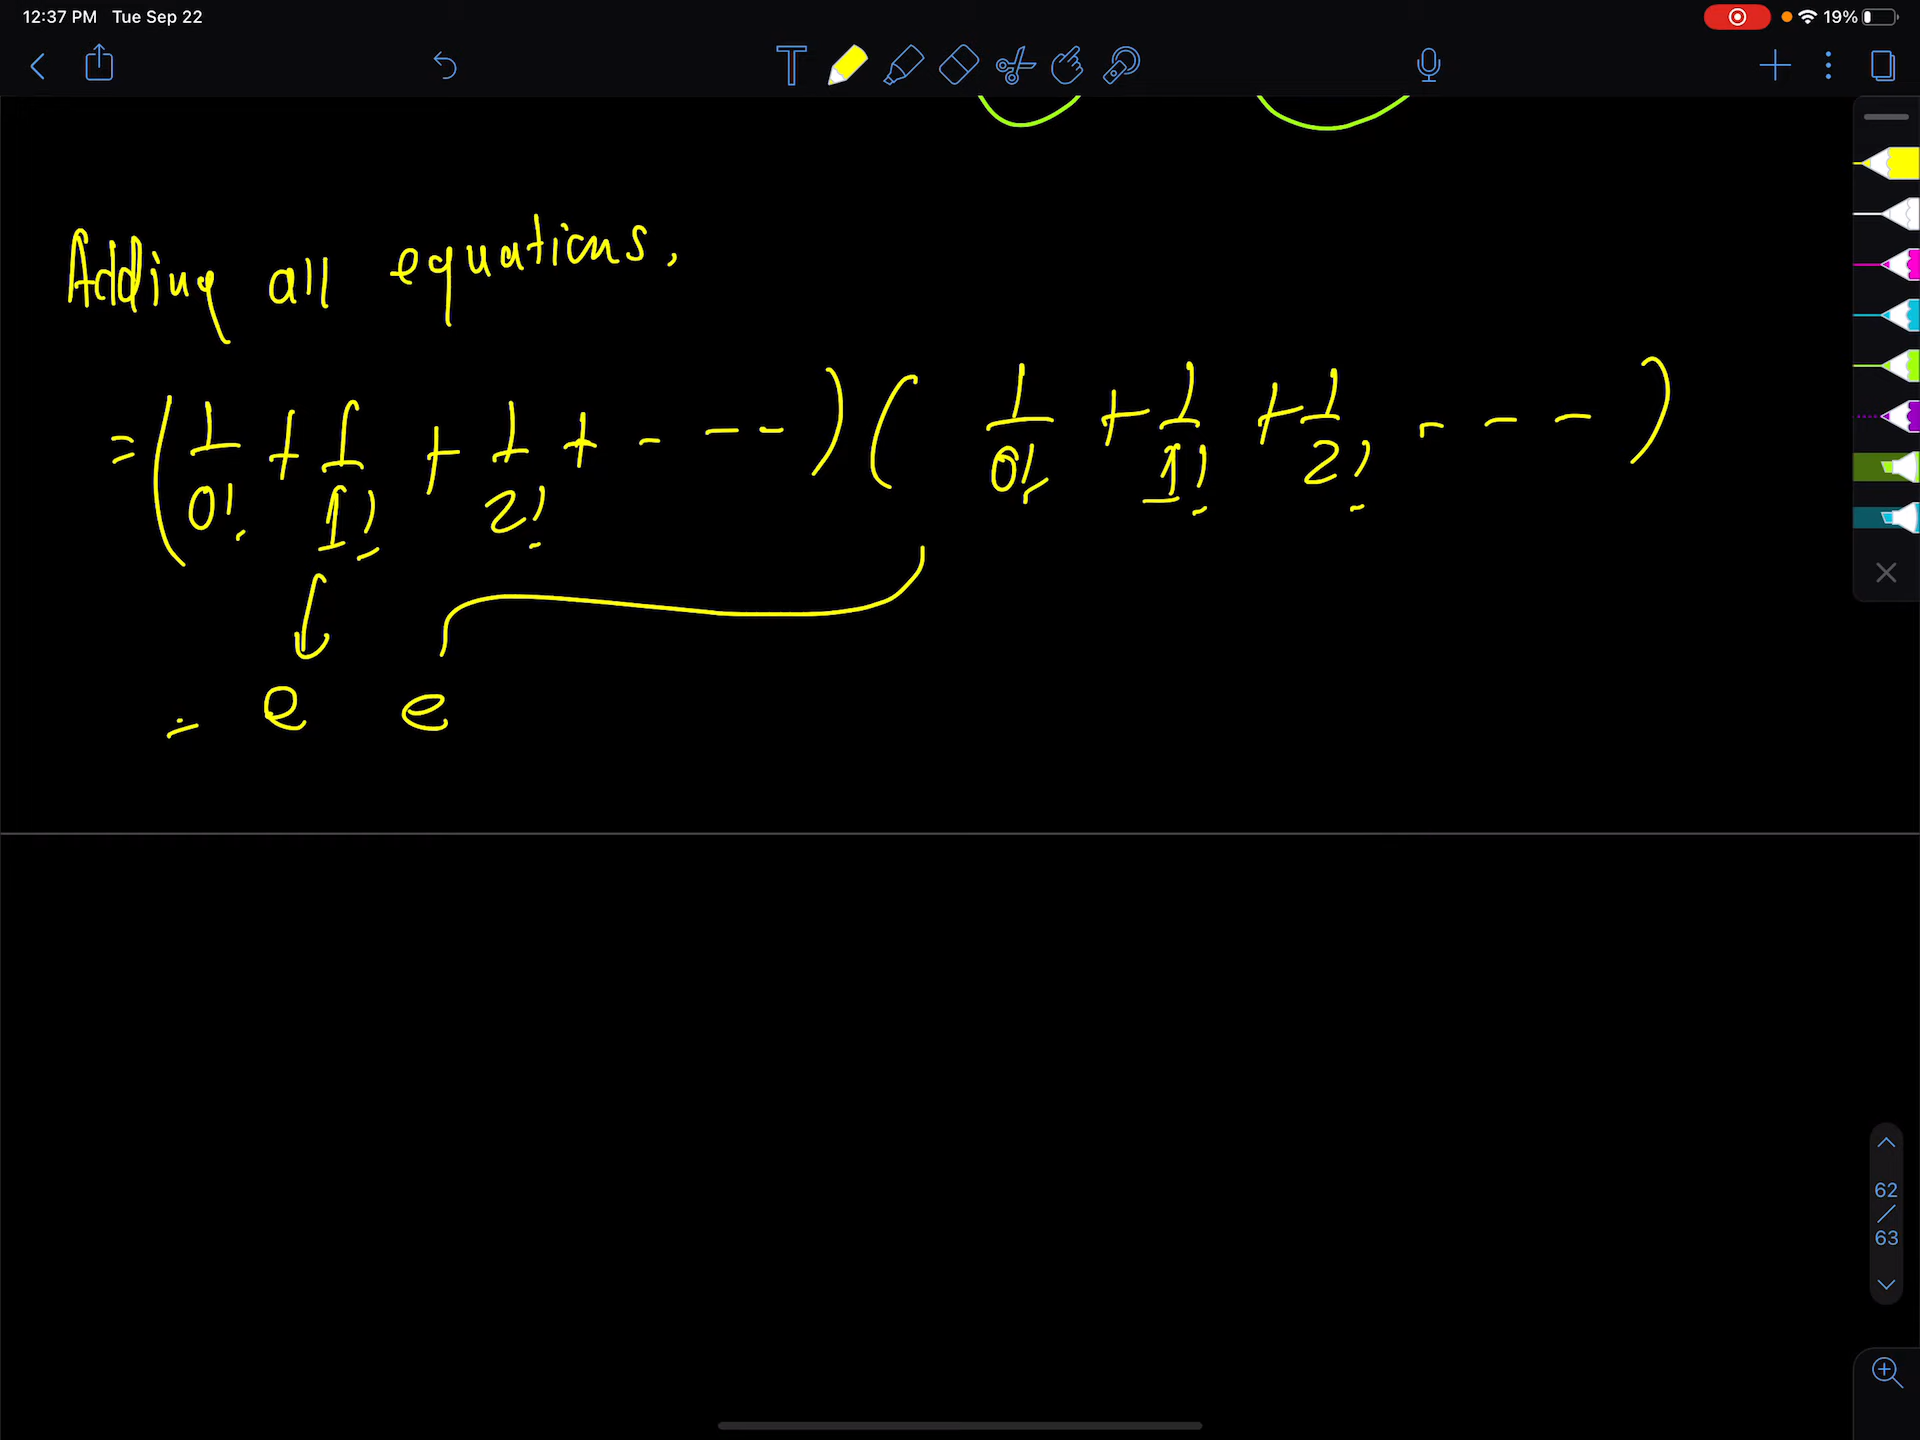 12:37 PM Tue Sep 22 19%
Adding all equations,
= (1/0! + 1/1! + 1/2! + - - - -) (1/0! + 1/1! + 1/2! - - -)
= e e
62
/
63